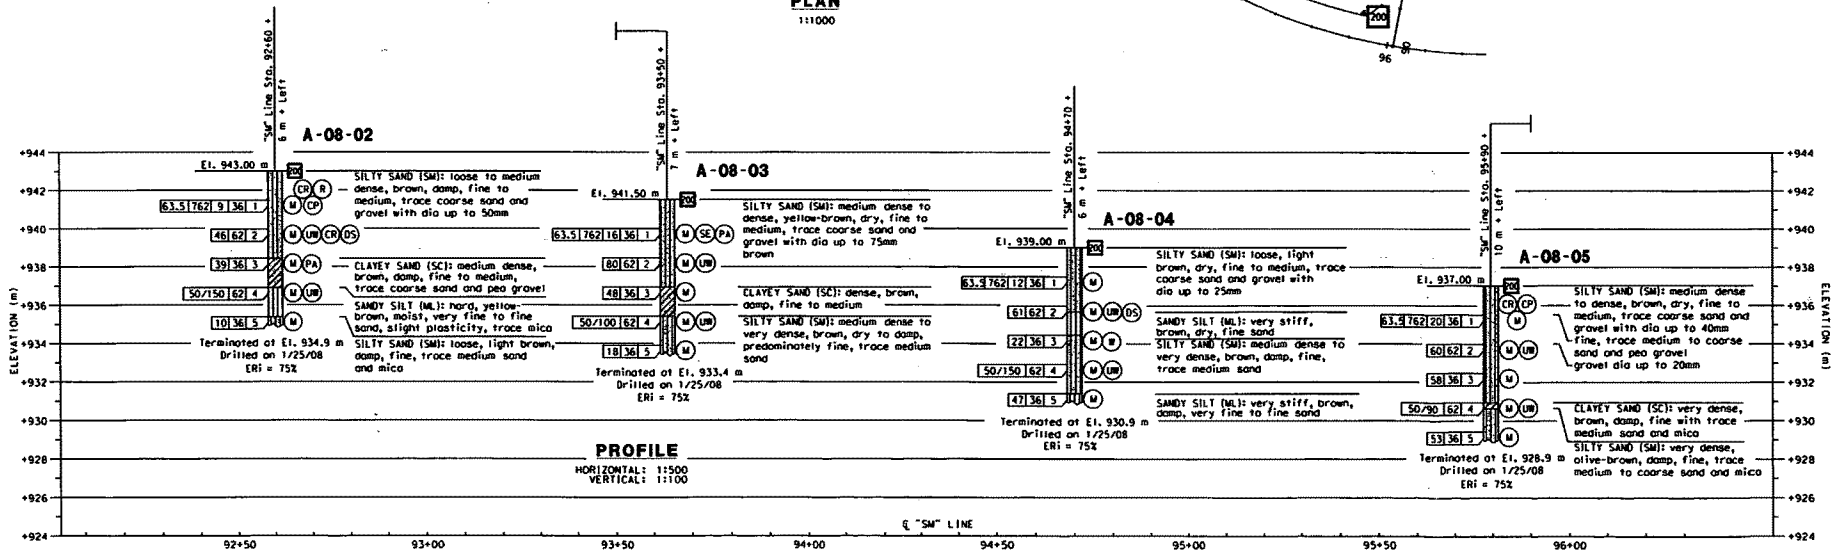 PLAN
1:1000
200
96
90
"SM" Line Sta. 92+60 +
6 m + Left
A-08-02
El. 943.00 m
200
CR R
63.5 762 9 36 1 M CP
46 62 2 M UW CR DS
39 36 3 M PA
50/150 62 4 M UW
10 36 5 M
Terminated at El. 934.9 m
Drilled on 1/25/08
ERi = 75%
SILTY SAND (SM): loose to medium
dense, brown, damp, fine to
medium, trace coarse sand and
gravel with dia up to 50mm
CLAYEY SAND (SC): medium dense,
brown, damp, fine to medium,
trace coarse sand and pea gravel
SANDY SILT (ML): hard, yellow-
brown, moist, very fine to fine
sand, slight plasticity, trace mica
SILTY SAND (SM): loose, light brown,
damp, fine, trace medium sand
and mica
"SM" Line Sta. 93+50 +
7 m + Left
A-08-03
El. 941.50 m
200
63.5 762 16 36 1 M SE PA
80 62 2 M UW
48 36 3 M
50/100 62 4 M UW
18 36 5 M
Terminated at El. 933.4 m
Drilled on 1/25/08
ERi = 75%
SILTY SAND (SM): medium dense to
dense, yellow-brown, dry, fine to
medium, trace coarse sand and
gravel with dia up to 75mm
brown
CLAYEY SAND (SC): dense, brown,
damp, fine to medium
SILTY SAND (SM): medium dense to
very dense, brown, dry to damp,
predominately fine, trace medium
sand
"SM" Line Sta. 94+70 +
6 m + Left
A-08-04
El. 939.00 m
200
63.5 762 12 36 1 M
61 62 2 M UW DS
22 36 3 M W
50/150 62 4 M UW
47 36 5 M
Terminated at El. 930.9 m
Drilled on 1/25/08
ERi = 75%
SILTY SAND (SM): loose, light
brown, dry, fine to medium, trace
coarse sand and gravel with
dia up to 25mm
SANDY SILT (ML): very stiff,
brown, dry, fine sand
SILTY SAND (SM): medium dense to
very dense, brown, damp, fine,
trace medium sand
SANDY SILT (ML): very stiff, brown,
damp, very fine to fine sand
"SM" Line Sta. 95+90 +
10 m + Left
A-08-05
El. 937.00 m
200
CR CP
63.5 762 20 36 1 M
60 62 2 M UW
58 36 3 M
50/90 62 4 M UW
53 36 5 M
Terminated at El. 928.9 m
Drilled on 1/25/08
ERi = 75%
SILTY SAND (SM): medium dense
to dense, brown, dry, fine to
medium, trace coarse sand and
gravel with dia up to 40mm
fine, trace medium to coarse
sand and pea gravel
gravel dia up to 20mm
CLAYEY SAND (SC): very dense,
brown, damp, fine with trace
medium sand and mica
SILTY SAND (SM): very dense,
olive-brown, damp, fine, trace
medium to coarse sand and mica
ELEVATION (m)
+944
+942
+940
+938
+936
+934
+932
+930
+928
+926
+924
+944
+942
+940
+938
+936
+934
+932
+930
+928
+926
+924
ELEVATION (m)
PROFILE
HORIZONTAL: 1:500
VERTICAL: 1:100
℄ "SM" LINE
92+50 93+00 93+50 94+00 94+50 95+00 95+50 96+00